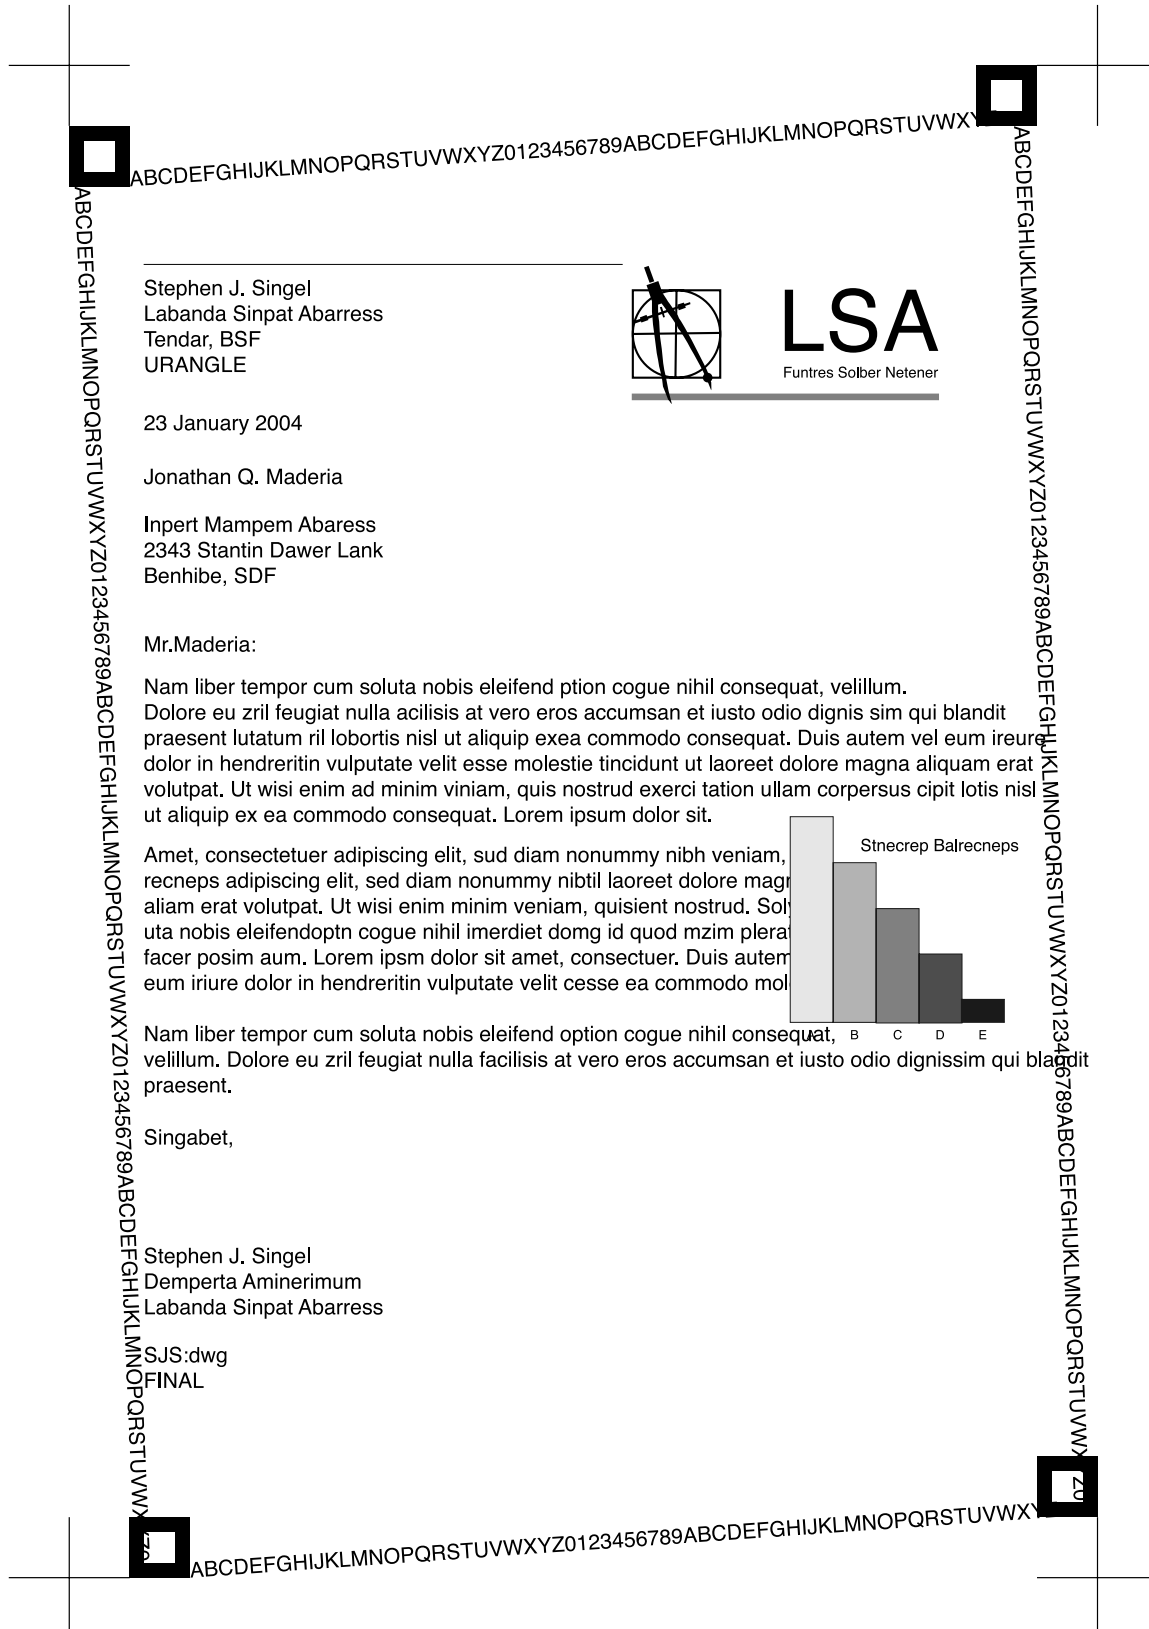 ABCDEFGHIJKLMNOPQRSTUVWXYZ0123456789ABCDEFGHIJKLMNOPQRSTUVWXY
ABCDEFGHIJKLMNOPQRSTUVWXYZ0123456789ABCDEFGHIJKLMNOPQRSTUVWXYZ0123456789ABCDEFGHIJKLMNOPQRSTUVWX
ABCDEFGHIJKLMNOPQRSTUVWXYZ0123456789ABCDEFGHIJKLMNOPQRSTUVWXYZ0123456789ABCDEFGHIJKLMNOPQRSTUVWX
Stephen J. Singel
Labanda Sinpat Abarress
Tendar, BSF
URANGLE
LSA
Funtres Solber Netener
23 January 2004
Jonathan Q. Maderia
Inpert Mampem Abaress
2343 Stantin Dawer Lank
Benhibe, SDF
Mr.Maderia:
Nam liber tempor cum soluta nobis eleifend ption cogue nihil consequat, velillum.
Dolore eu zril feugiat nulla acilisis at vero eros accumsan et iusto odio dignis sim qui blandit
praesent lutatum ril lobortis nisl ut aliquip exea commodo consequat. Duis autem vel eum ireure
dolor in hendreritin vulputate velit esse molestie tincidunt ut laoreet dolore magna aliquam erat
volutpat. Ut wisi enim ad minim viniam, quis nostrud exerci tation ullam corpersus cipit lotis nisl
ut aliquip ex ea commodo consequat. Lorem ipsum dolor sit.
Amet, consectetuer adipiscing elit, sud diam nonummy nibh veniam,
recneps adipiscing elit, sed diam nonummy nibtil laoreet dolore
aliam erat volutpat. Ut wisi enim minim veniam, quisient nostrud.
uta nobis eleifendoptn cogue nihil imerdiet domg id quod mzim
facer posim aum. Lorem ipsm dolor sit amet, consectuer. Duis autem
eum iriure dolor in hendreritin vulputate velit cesse ea commodo
Stnecrep Balrecneps
A B C D E
Nam liber tempor cum soluta nobis eleifend option cogue nihil consequat,
velillum. Dolore eu zril feugiat nulla facilisis at vero eros accumsan et iusto odio dignissim qui blandit
praesent.
Singabet,
Stephen J. Singel
Demperta Aminerimum
Labanda Sinpat Abarress
SJS:dwg
FINAL
ABCDEFGHIJKLMNOPQRSTUVWXYZ0123456789ABCDEFGHIJKLMNOPQRSTUVWXY